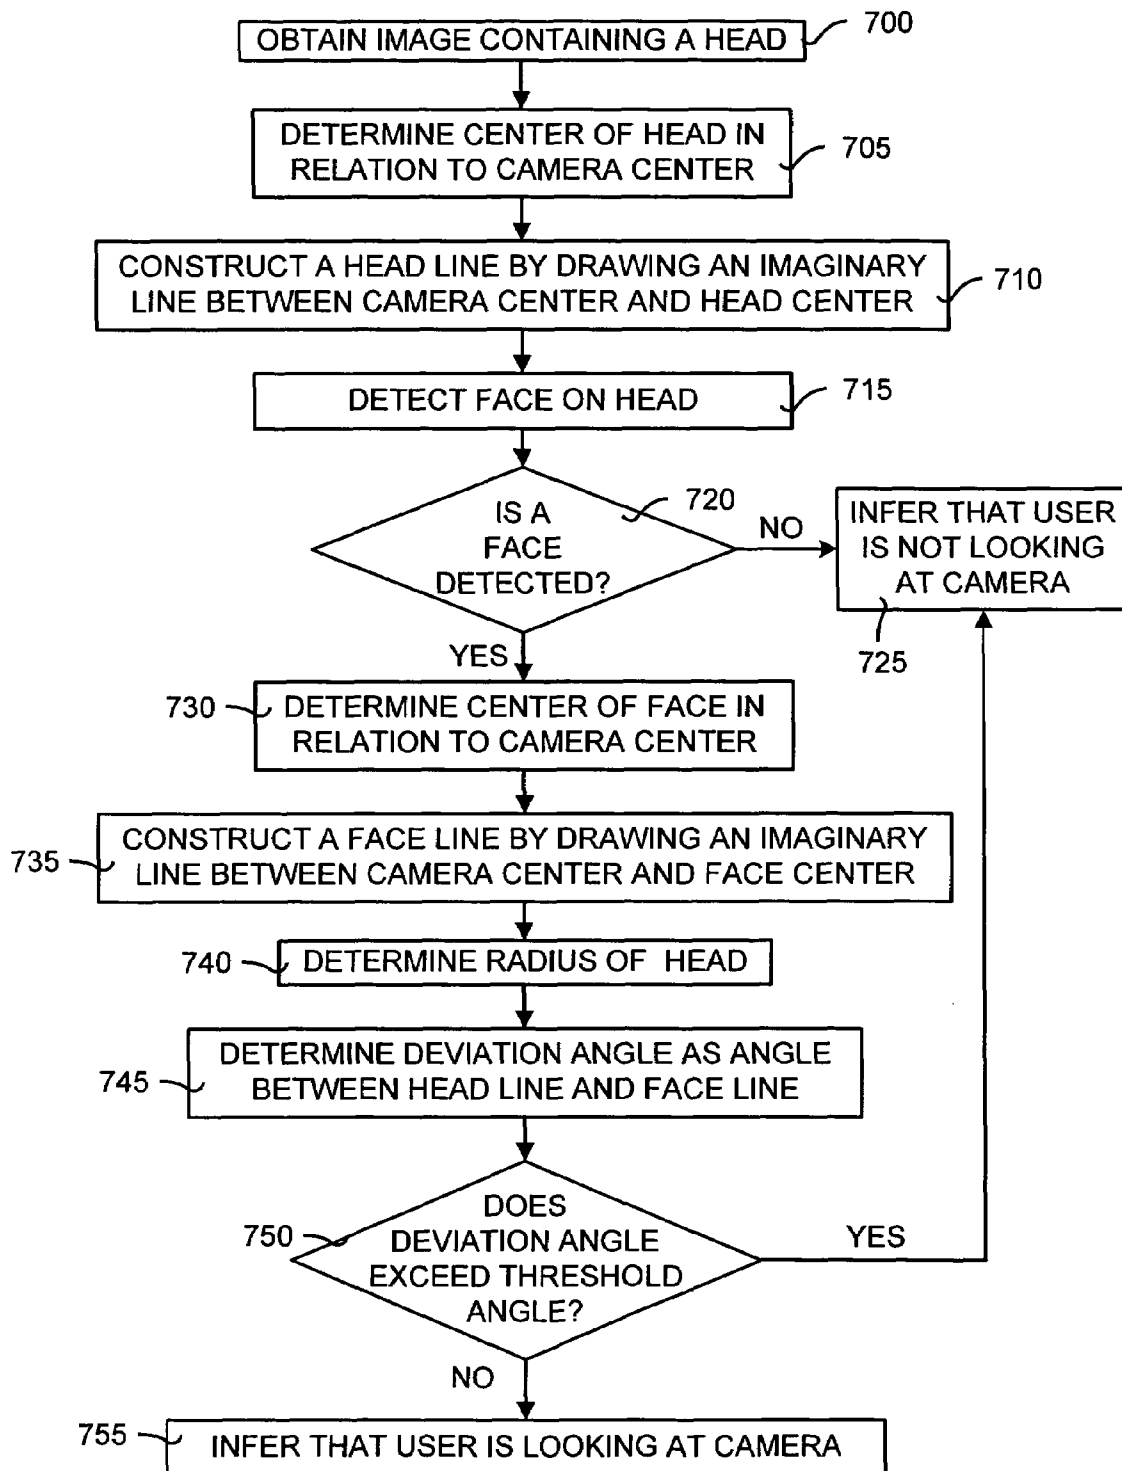 OBTAIN IMAGE CONTAINING A HEAD
700
DETERMINE CENTER OF HEAD IN
RELATION TO CAMERA CENTER
705
CONSTRUCT A HEAD LINE BY DRAWING AN IMAGINARY
LINE BETWEEN CAMERA CENTER AND HEAD CENTER
710
DETECT FACE ON HEAD
715
IS A
FACE
DETECTED?
720
NO
INFER THAT USER
IS NOT LOOKING
AT CAMERA
725
YES
730
DETERMINE CENTER OF FACE IN
RELATION TO CAMERA CENTER
735
CONSTRUCT A FACE LINE BY DRAWING AN IMAGINARY
LINE BETWEEN CAMERA CENTER AND FACE CENTER
740
DETERMINE RADIUS OF HEAD
745
DETERMINE DEVIATION ANGLE AS ANGLE
BETWEEN HEAD LINE AND FACE LINE
750
DOES
DEVIATION ANGLE
EXCEED THRESHOLD
ANGLE?
YES
NO
755
INFER THAT USER IS LOOKING AT CAMERA